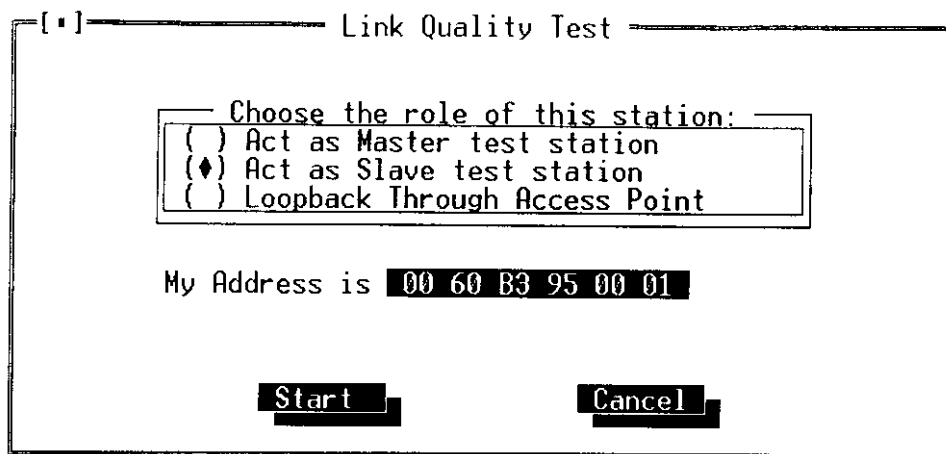 [▪] Link Quality Test
Choose the role of this station:
( ) Act as Master test station
(♦) Act as Slave test station
( ) Loopback Through Access Point
My Address is 00 60 B3 95 00 01
Start Cancel